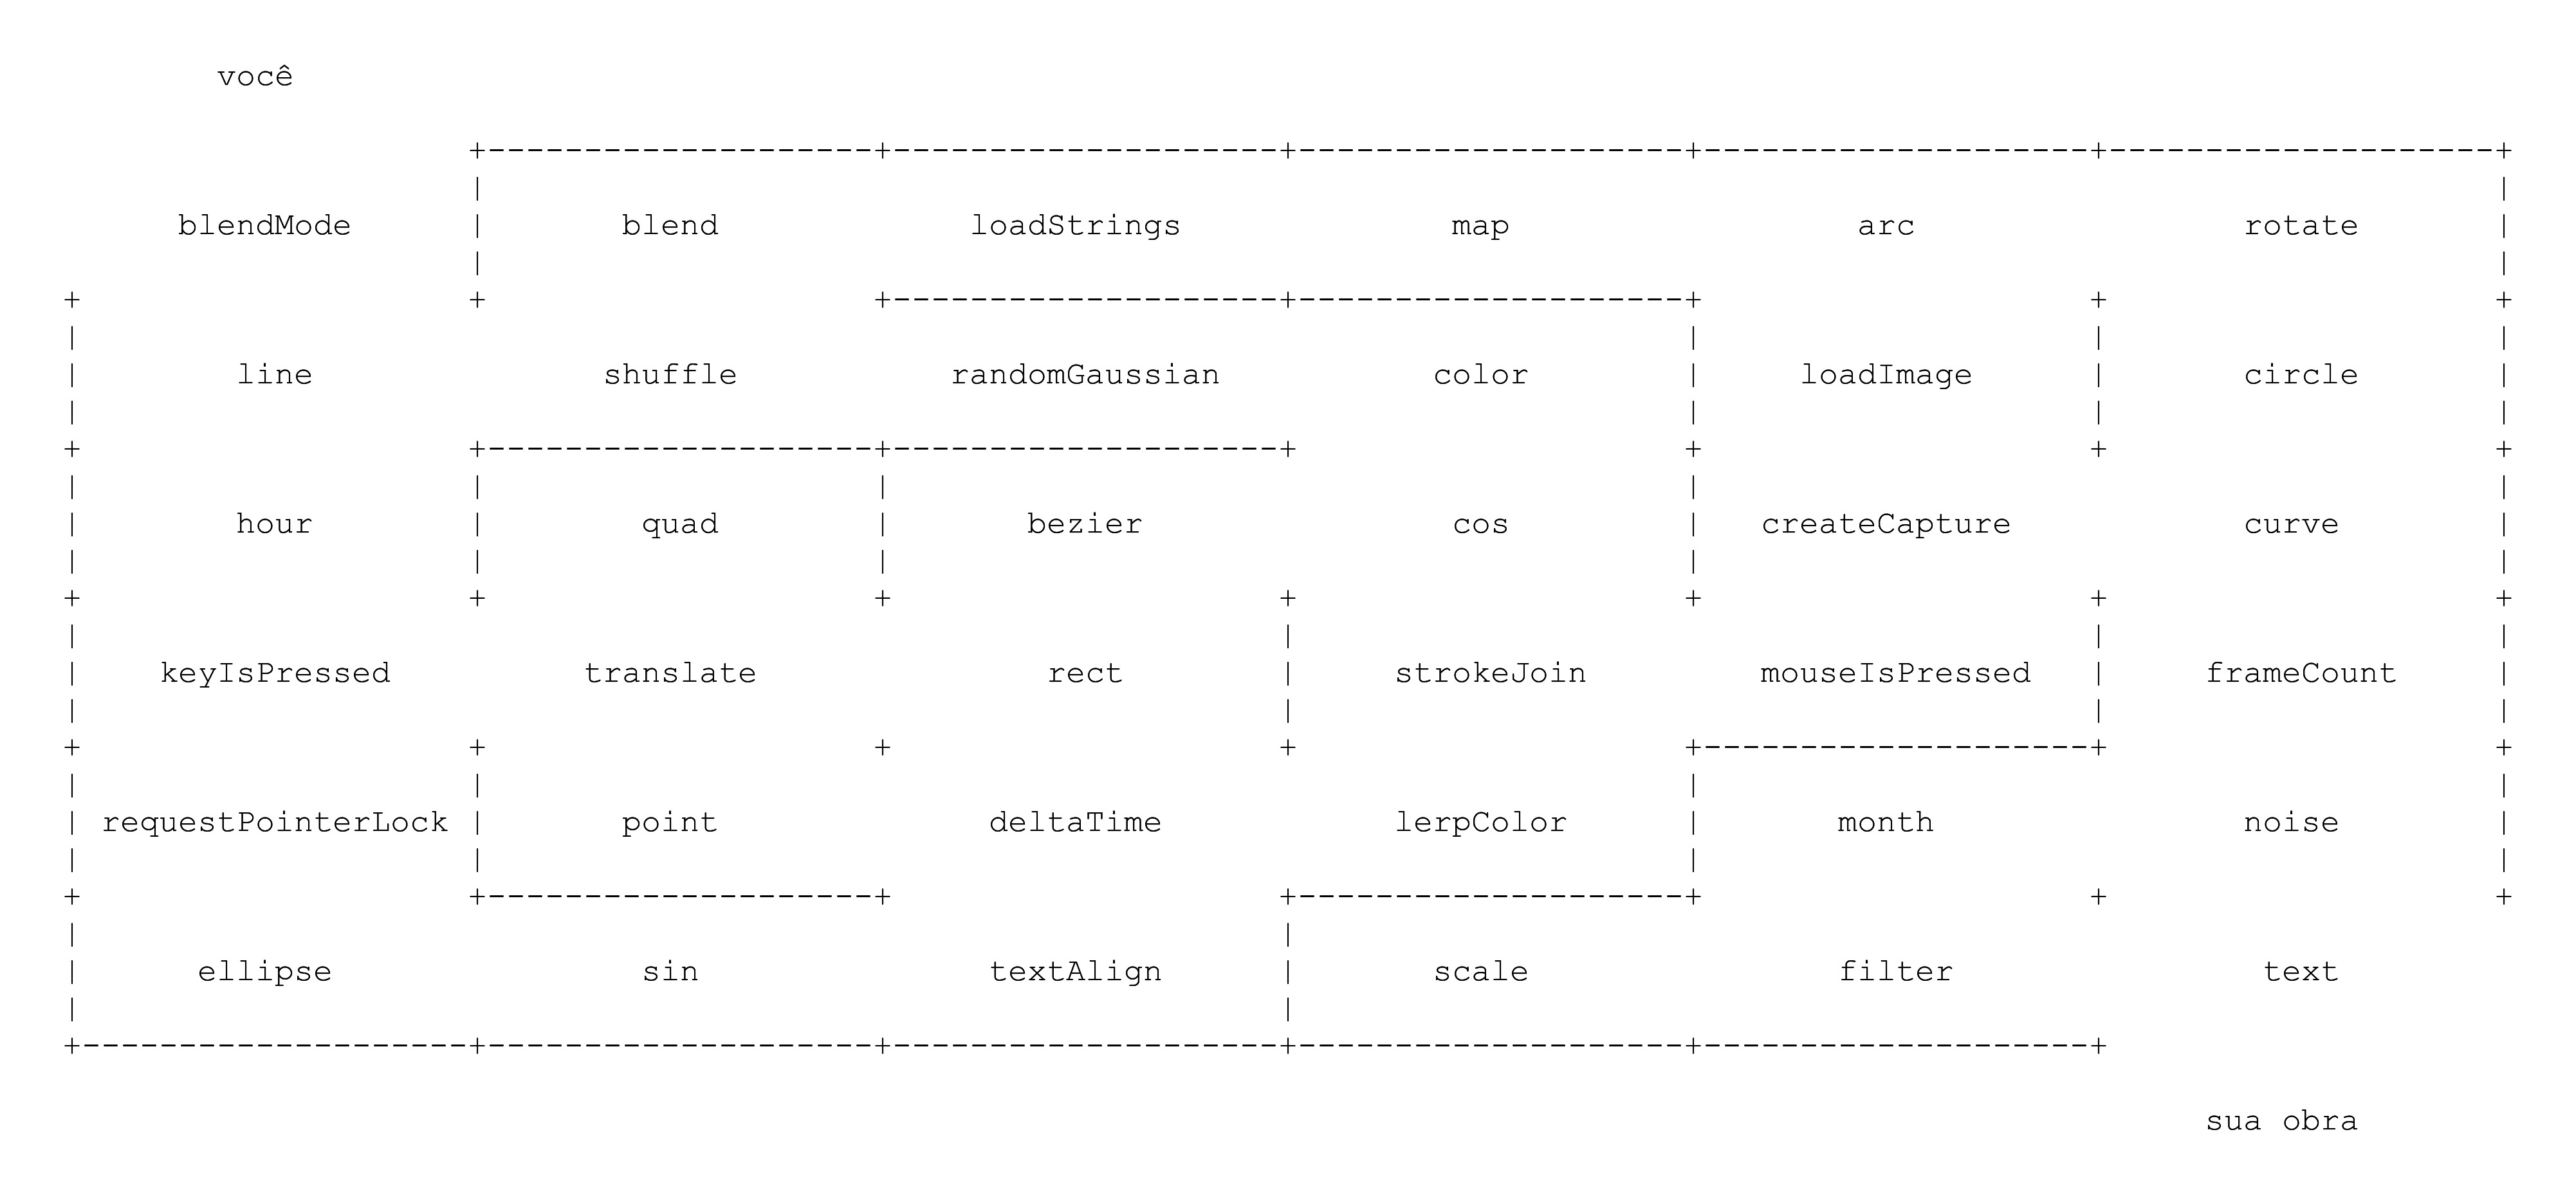 você
blendMode blend loadStrings map arc rotate
line shuffle randomGaussian color loadImage circle
hour quad bezier cos createCapture curve
keyIsPressed translate rect strokeJoin mouseIsPressed frameCount
requestPointerLock point deltaTime lerpColor month noise
ellipse sin textAlign scale filter text
sua obra